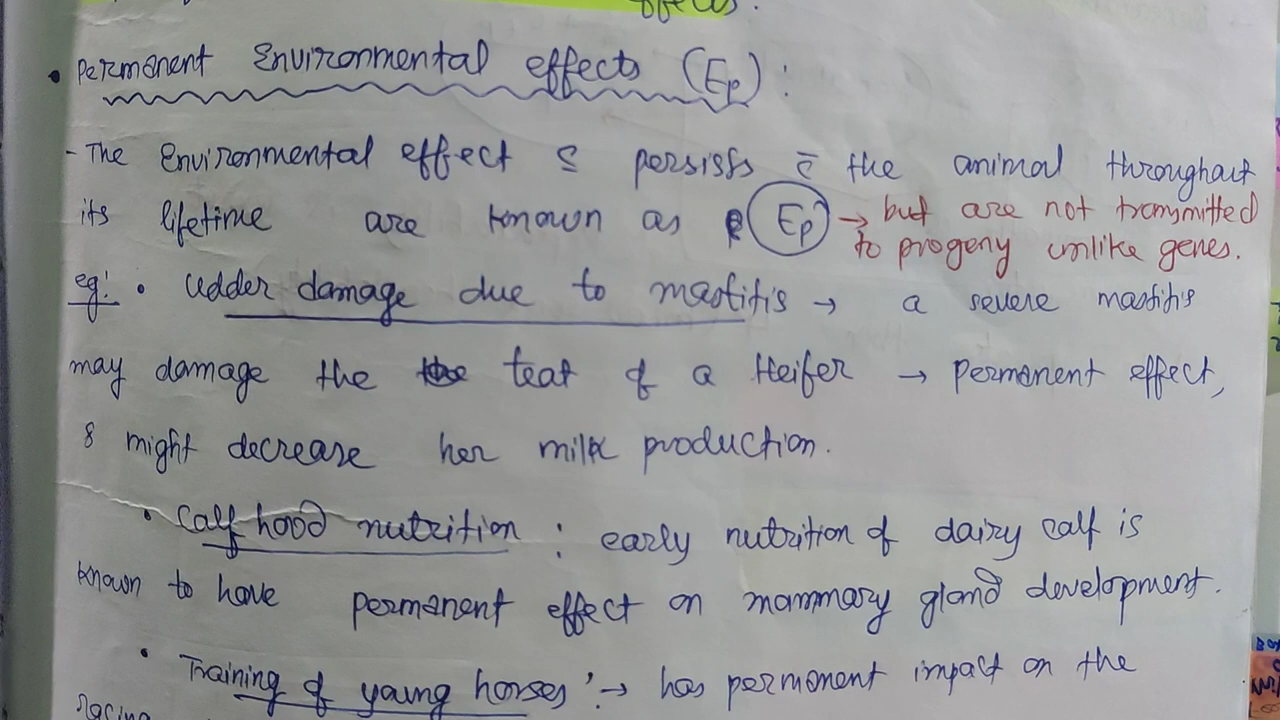 effects.
• Permanent Environmental effects (Ep) :
- The Environmental effect c̄ persists c̄ the animal throughout
its lifetime are known as Ep → but are not transmitted
to progeny unlike genes.
eg: • Udder damage due to mastitis → a severe mastitis
may damage the teat of a Heifer → Permanent effect,
& might decrease her milk production.
• Calf hood nutrition : early nutrition of dairy calf is
known to have permanent effect on mammary gland development.
• Training of young horses :→ has permanent impact on the
racing